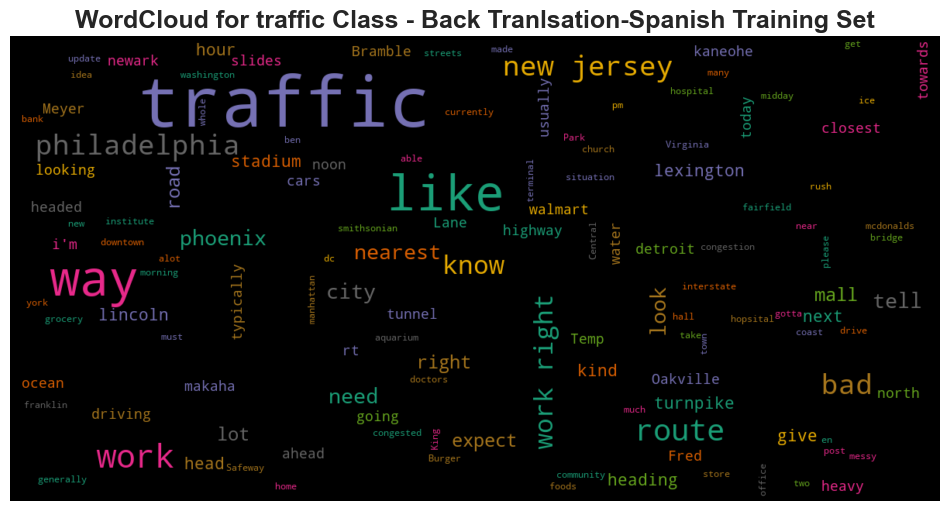 WordCloud for traffic Class - Back Tranlsation-Spanish Training Set
update
newark
hour
slides
Bramble
streets
made
new jersey
kaneohe
get
many
towards
idea
washington
traffic
whole
currently
usually
hospital
midday
ice
Meyer
bank
pm
today
closest
ben
philadelphia
stadium
noon
able
Park
church
Virginia
looking
road
cars
like
terminal
situation
lexington
rush
headed
new
institute
smithsonian
Lane
walmart
highway
fairfield
near
mcdonalds
bridge
i'm
downtown
phoenix
nearest
know
Central
water
detroit
congestion
please
alot
morning
dc
way
typically
manhattan
city
interstate
mall
tell
york
grocery
lincoln
tunnel
work right
look
hall
hopsital
gotta
next
coast
drive
must
aquarium
rt
Temp
take
town
right
kind
doctors
ocean
makaha
need
Oakville
bad
north
franklin
driving
going
much
turnpike
lot
congested
King
expect
route
give
en
work
head
Safeway
ahead
Burger
Fred
post
messy
generally
home
community
foods
heading
store
office
two
heavy